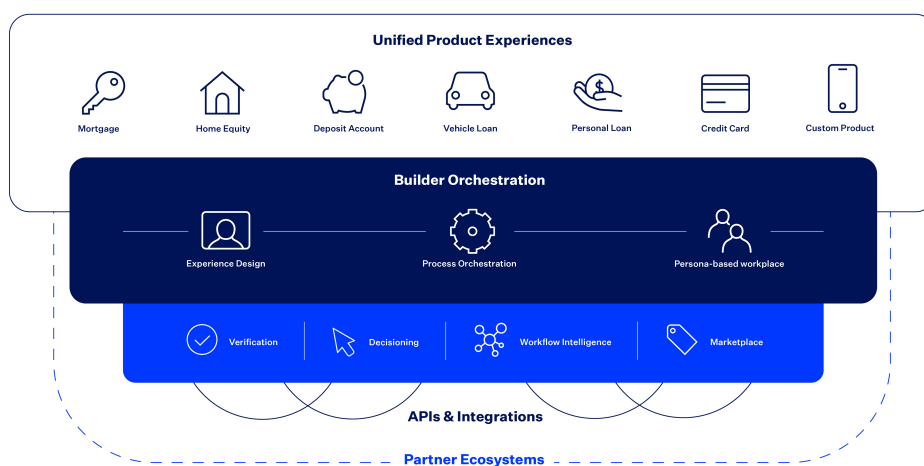 Unified Product Experiences
$
Mortgage
Home Equity
Deposit Account
Vehicle Loan
Personal Loan
Credit Card
Custom Product
Builder Orchestration
Experience Design
Process Orchestration
Persona-based workplace
Verification
Decisioning
Workflow Intelligence
Marketplace
APIs & Integrations
Partner Ecosystems